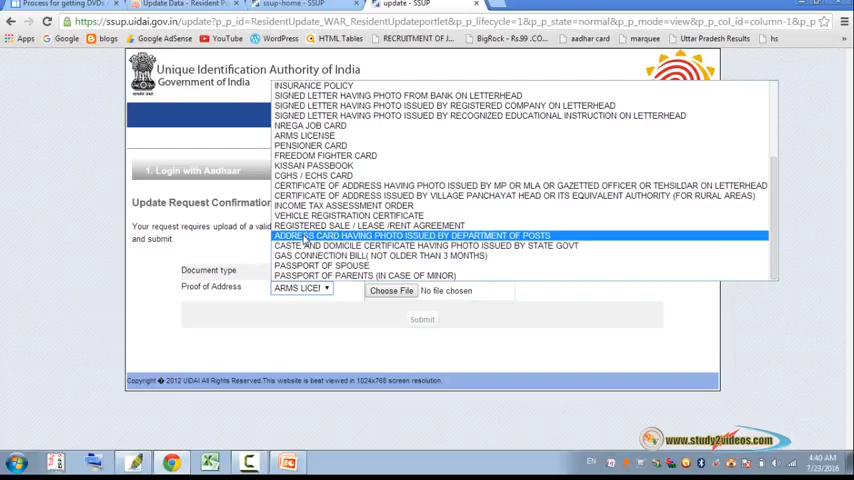 Process for getting DVDs
Update Data - Resident P
ssup-home - SSUP
update - SSUP
https://ssup.uidai.gov.in/update?p_p_id=ResidentUpdate_WAR_ResidentUpdateportlet&p_p_lifecycle=1&p_p_state=normal&p_p_mode=view&p_p_col_id=column-1&p_p
Apps Google AdSense YouTube WordPress HTML Tables RECRUITMENT OF J... BigRock - Rs.99 .CO... aadhar card marquee Uttar Pradesh Results hs
Unique Identification Authority of India
Government of India
INSURANCE POLICY
SIGNED LETTER HAVING PHOTO FROM BANK ON LETTERHEAD
SIGNED LETTER HAVING PHOTO ISSUED BY REGISTERED COMPANY ON LETTERHEAD
SIGNED LETTER HAVING PHOTO ISSUED BY RECOGNIZED EDUCATIONAL INSTRUCTION ON LETTERHEAD
NREGA JOB CARD
ARMS LICENSE
PENSIONER CARD
FREEDOM FIGHTER CARD
KISSAN PASSBOOK
CGHS / ECHS CARD
CERTIFICATE OF ADDRESS HAVING PHOTO ISSUED BY MP OR MLA OR GAZETTED OFFICER OR TEHSILDAR ON LETTERHEAD
CERTIFICATE OF ADDRESS ISSUED BY VILLAGE PANCHAYAT HEAD OR ITS EQUIVALENT AUTHORITY (FOR RURAL AREAS)
INCOME TAX ASSESSMENT ORDER
VEHICLE REGISTRATION CERTIFICATE
REGISTERED SALE / LEASE /RENT AGREEMENT
ADDRESS CARD HAVING PHOTO ISSUED BY DEPARTMENT OF POSTS
CASTE AND DOMICILE CERTIFICATE HAVING PHOTO ISSUED BY STATE GOVT
GAS CONNECTION BILL( NOT OLDER THAN 3 MONTHS)
PASSPORT OF SPOUSE
PASSPORT OF PARENTS (IN CASE OF MINOR)
1. Login with Aadhaar
Update Request Confirma
Your request requires upload of a valid
and submit.
Document type
Proof of Address ARMS LICEN Choose File No file chosen
Submit
Copyright © 2012 UIDAI All Rights Reserved.This website is best viewed in 1024x768 screen resolution.
www.study2videos.com
EN
4:40 AM
7/23/2016